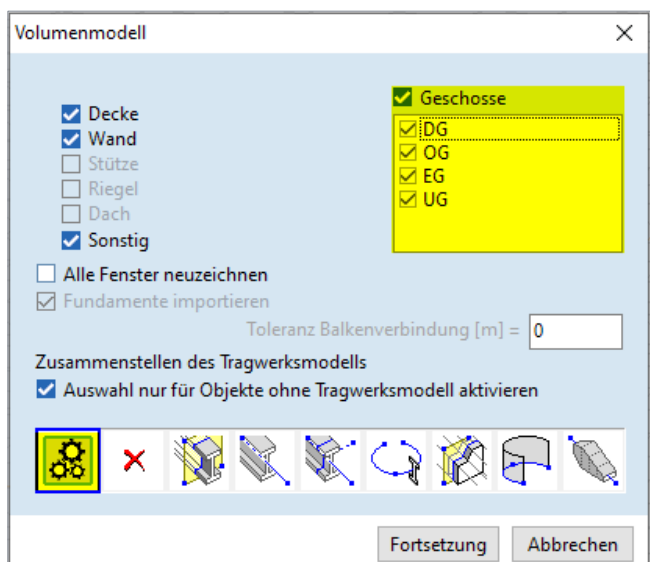 Volumenmodell
Decke
Wand
Stütze
Riegel
Dach
Sonstig
Geschosse
DG
OG
EG
UG
Alle Fenster neuzeichnen
Fundamente importieren
Toleranz Balkenverbindung [m] = 0
Zusammenstellen des Tragwerksmodells
Auswahl nur für Objekte ohne Tragwerksmodell aktivieren
Fortsetzung Abbrechen